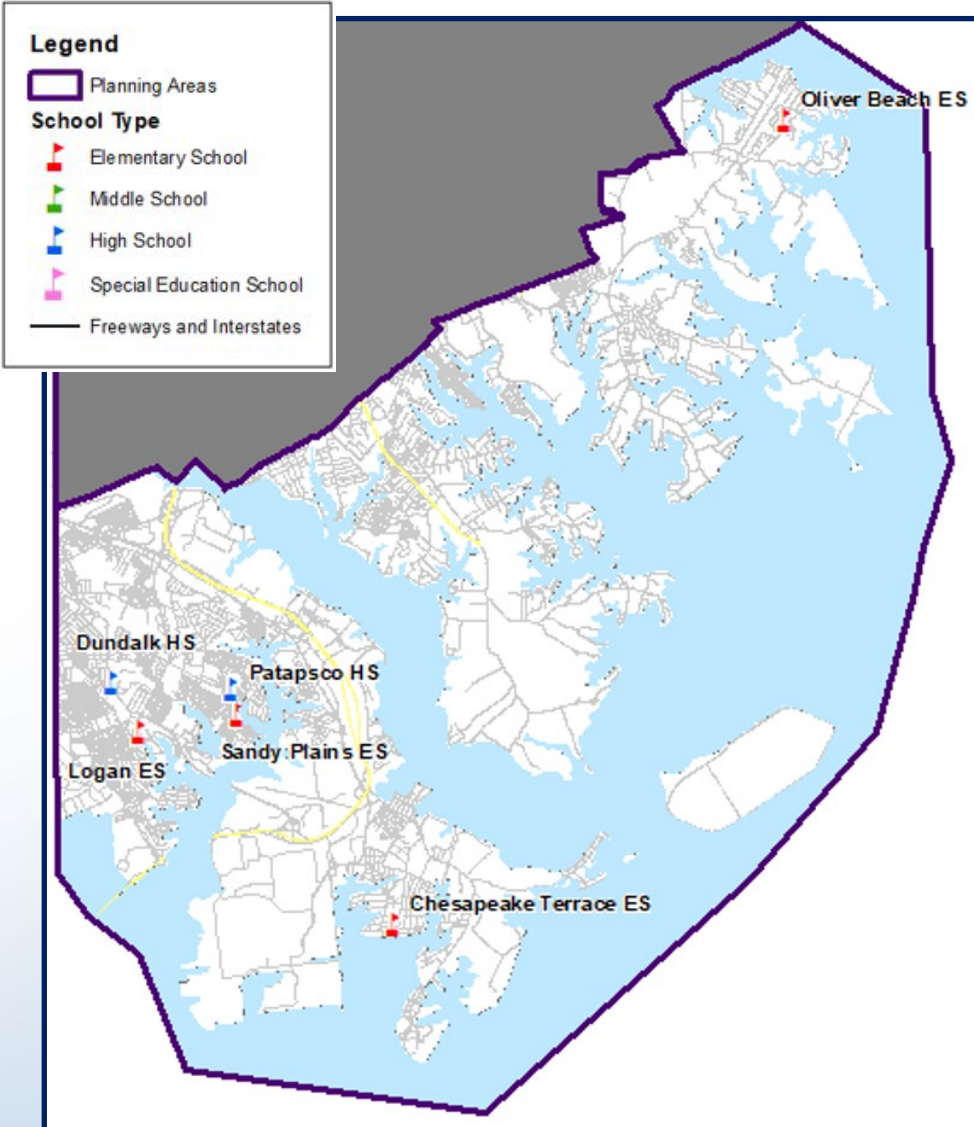 Legend
Planning Areas
School Type
Elementary School
Middle School
High School
Special Education School
Freeways and Interstates
Oliver Beach ES
Dundalk HS
Patapsco HS
Sandy Plains ES
Logan ES
Chesapeake Terrace ES